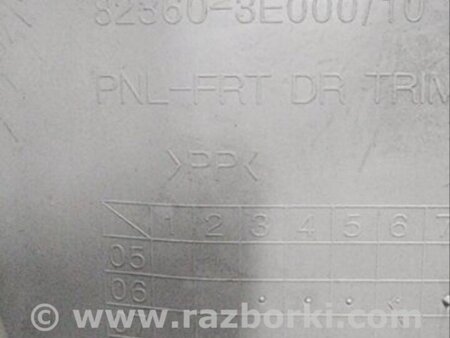 82360-3E000/10
PNL-FRT DR TRIM
>PP<
1 2 3 4 5 6 7
05
06
© www.razborki.com